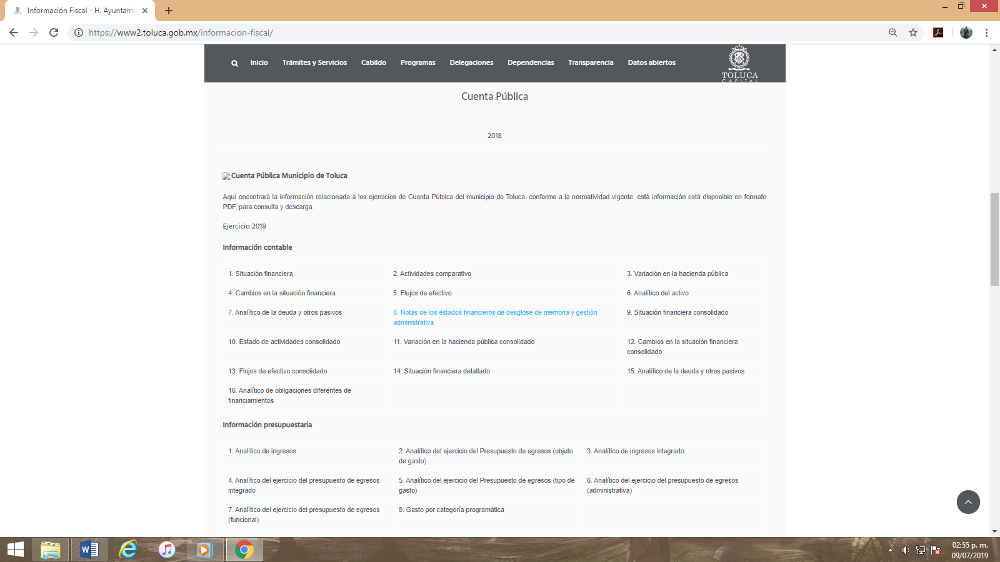 Información Fiscal - H. Ayuntami
https://www2.toluca.gob.mx/informacion-fiscal/
Inicio Trámites y Servicios Cabildo Programas Delegaciones Dependencias Transparencia Datos abiertos
TOLUCA
CAPITAL
Cuenta Pública
2018
Cuenta Pública Municipio de Toluca
Aquí encontrará la información relacionada a los ejercicios de Cuenta Pública del municipio de Toluca, conforme a la normatividad vigente, está información está disponible en formato
PDF, para consulta y descarga.
Ejercicio 2018
Información contable
1. Situación financiera
2. Actividades comparativo
3. Variación en la hacienda pública
4. Cambios en la situación financiera
5. Flujos de efectivo
6. Analítico del activo
7. Analítico de la deuda y otros pasivos
8. Notas de los estados financieros de desglose de memoria y gestión
administrativa
9. Situación financiera consolidado
10. Estado de actividades consolidado
11. Variación en la hacienda pública consolidado
12. Cambios en la situación financiera
consolidado
13. Flujos de efectivo consolidado
14. Situación financiera detallado
15. Analítico de la deuda y otros pasivos
16. Analítico de obligaciones diferentes de
financiamientos
Información presupuestaria
1. Analítico de ingresos
2. Analítico del ejercicio del Presupuesto de egresos (objeto
de gasto)
3. Analítico de ingresos integrado
4. Analítico del ejercicio del presupuesto de egresos
integrado
5. Analítico del ejercicio del Presupuesto de egresos (tipo de
gasto)
6. Analítico del ejercicio del presupuesto de egresos
(administrativa)
7. Analítico del ejercicio del presupuesto de egresos
(funcional)
8. Gasto por categoría programática
02:55 p. m.
09/07/2019